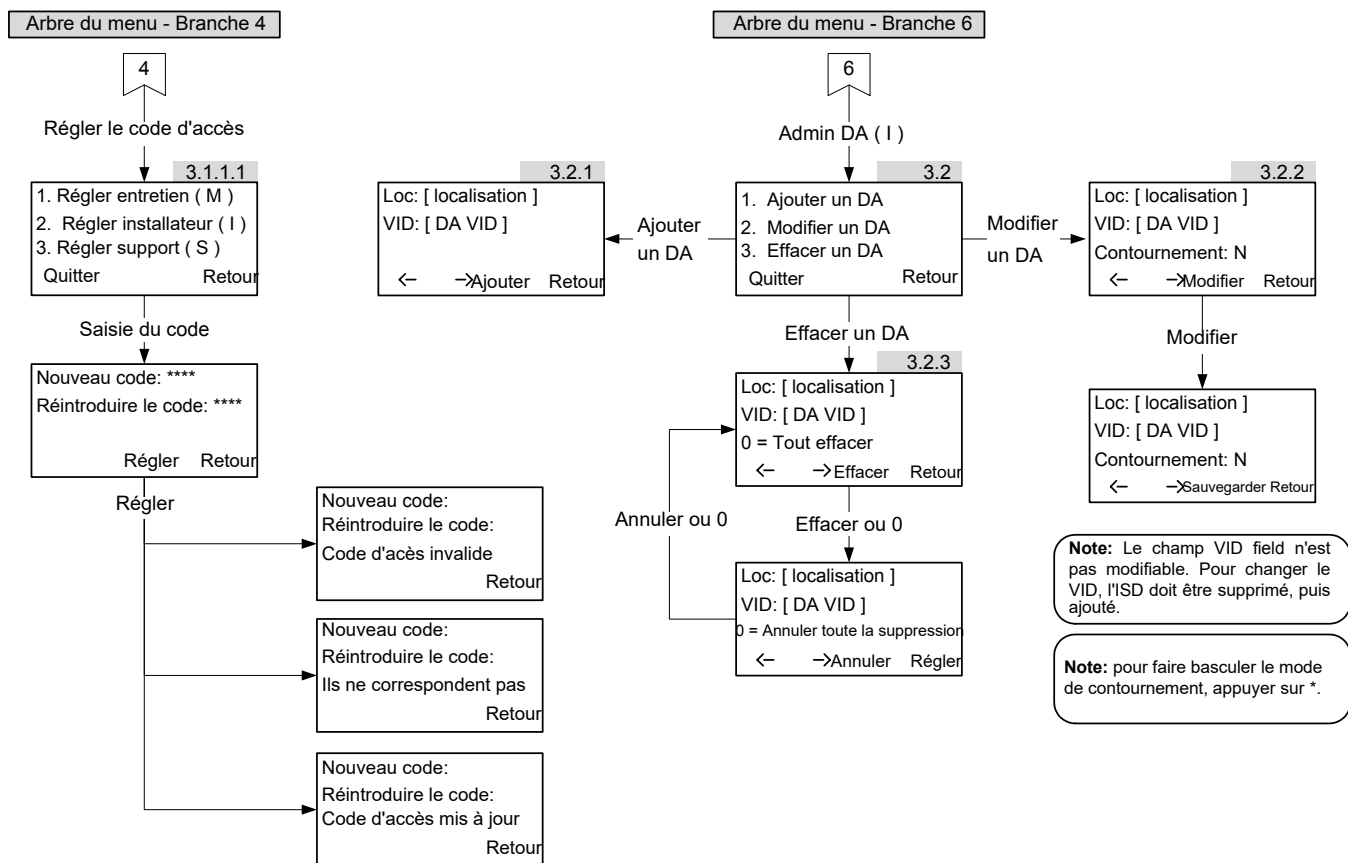 Arbre du menu - Branche 4
4
Régler le code d'accès
3.1.1.1
1. Régler entretien ( M )
2. Régler installateur ( I )
3. Régler support ( S )
Quitter Retour
Saisie du code
Nouveau code: ****
Réintroduire le code: ****
Régler Retour
Régler
Nouveau code:
Réintroduire le code:
Code d'acès invalide
Retour
Nouveau code:
Réintroduire le code:
Ils ne correspondent pas
Retour
Nouveau code:
Réintroduire le code:
Code d'accès mis à jour
Retour
Arbre du menu - Branche 6
6
Admin DA ( I )
3.2
1. Ajouter un DA
2. Modifier un DA
3. Effacer un DA
Quitter Retour
Ajouter
un DA
3.2.1
Loc: [ localisation ]
VID: [ DA VID ]
← →Ajouter Retour
Modifier
un DA
3.2.2
Loc: [ localisation ]
VID: [ DA VID ]
Contournement: N
← →Modifier Retour
Modifier
Loc: [ localisation ]
VID: [ DA VID ]
Contournement: N
← →Sauvegarder Retour
Effacer un DA
3.2.3
Loc: [ localisation ]
VID: [ DA VID ]
0 = Tout effacer
← →Effacer Retour
Annuler ou 0
Effacer ou 0
Loc: [ localisation ]
VID: [ DA VID ]
0 = Annuler toute la suppression
← →Annuler Régler
Note: Le champ VID field n'est
pas modifiable. Pour changer le
VID, l'ISD doit être supprimé, puis
ajouté.
Note: pour faire basculer le mode
de contournement, appuyer sur *.